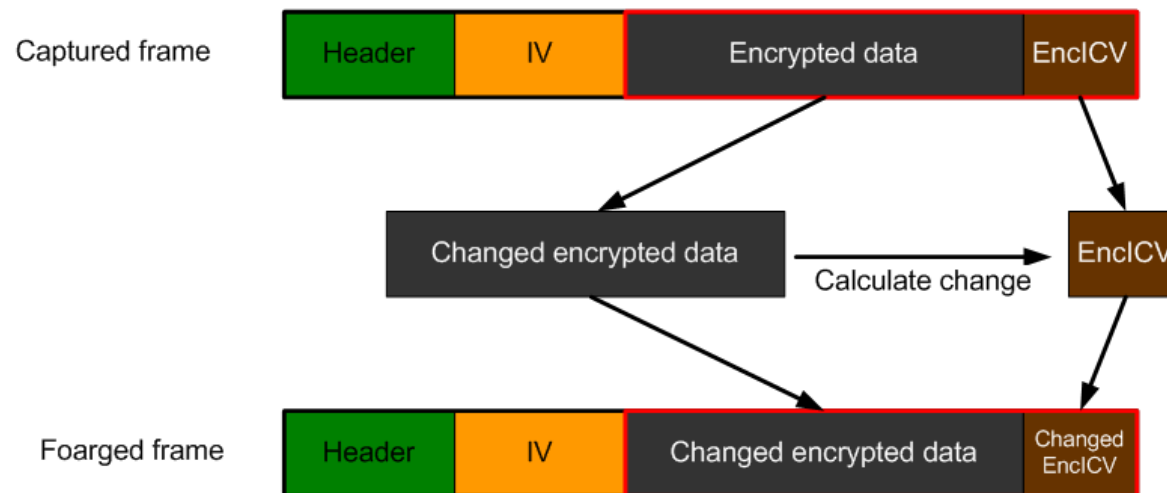 Captured frame
Header
IV
Encrypted data
EncICV
Changed encrypted data
Calculate change
EncICV
Foarged frame
Header
IV
Changed encrypted data
Changed
EncICV